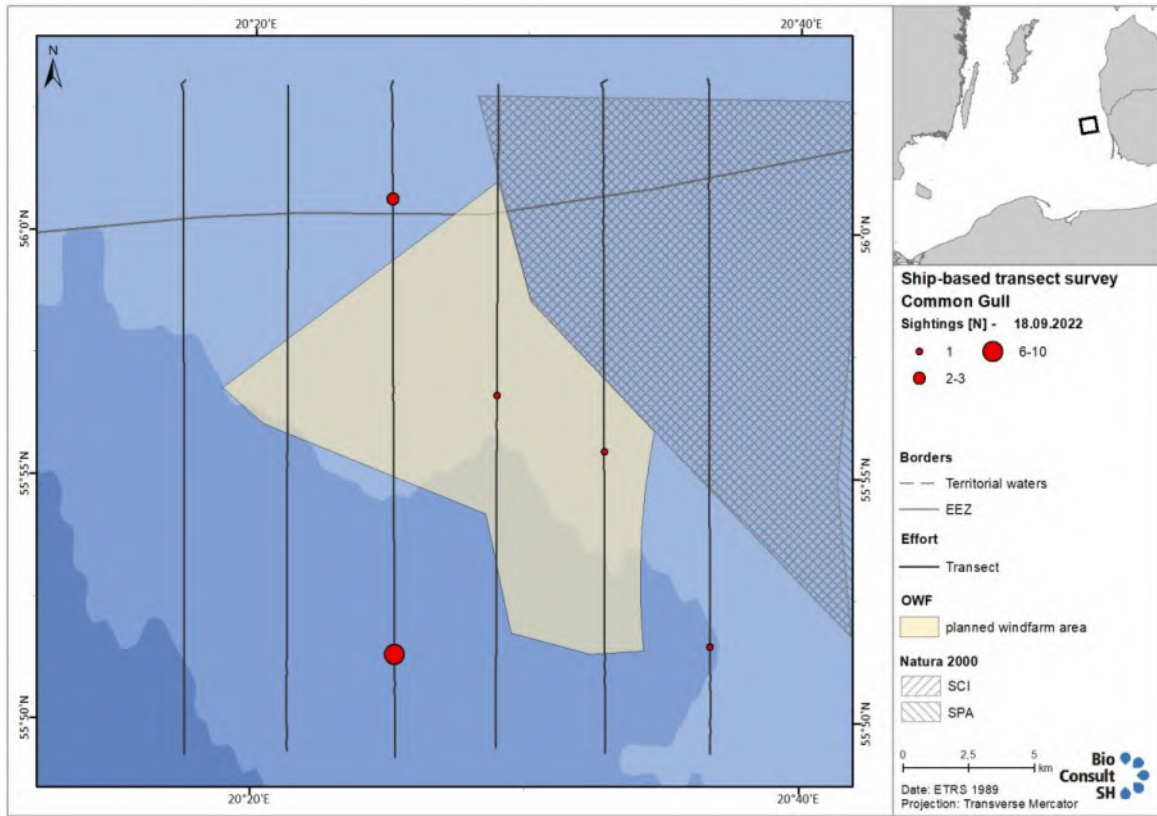 20°20'E
20°40'E
N
56°0'N
56°0'N
55°55'N
55°55'N
55°50'N
55°50'N
20°20'E
20°40'E
Ship-based transect survey
Common Gull
Sightings [N] - 18.09.2022
1
6-10
2-3
Borders
Territorial waters
EEZ
Effort
Transect
OWF
planned windfarm area
Natura 2000
SCI
SPA
0 2,5 5
km
Date: ETRS 1989
Projection: Transverse Mercator
Bio
Consult
SH